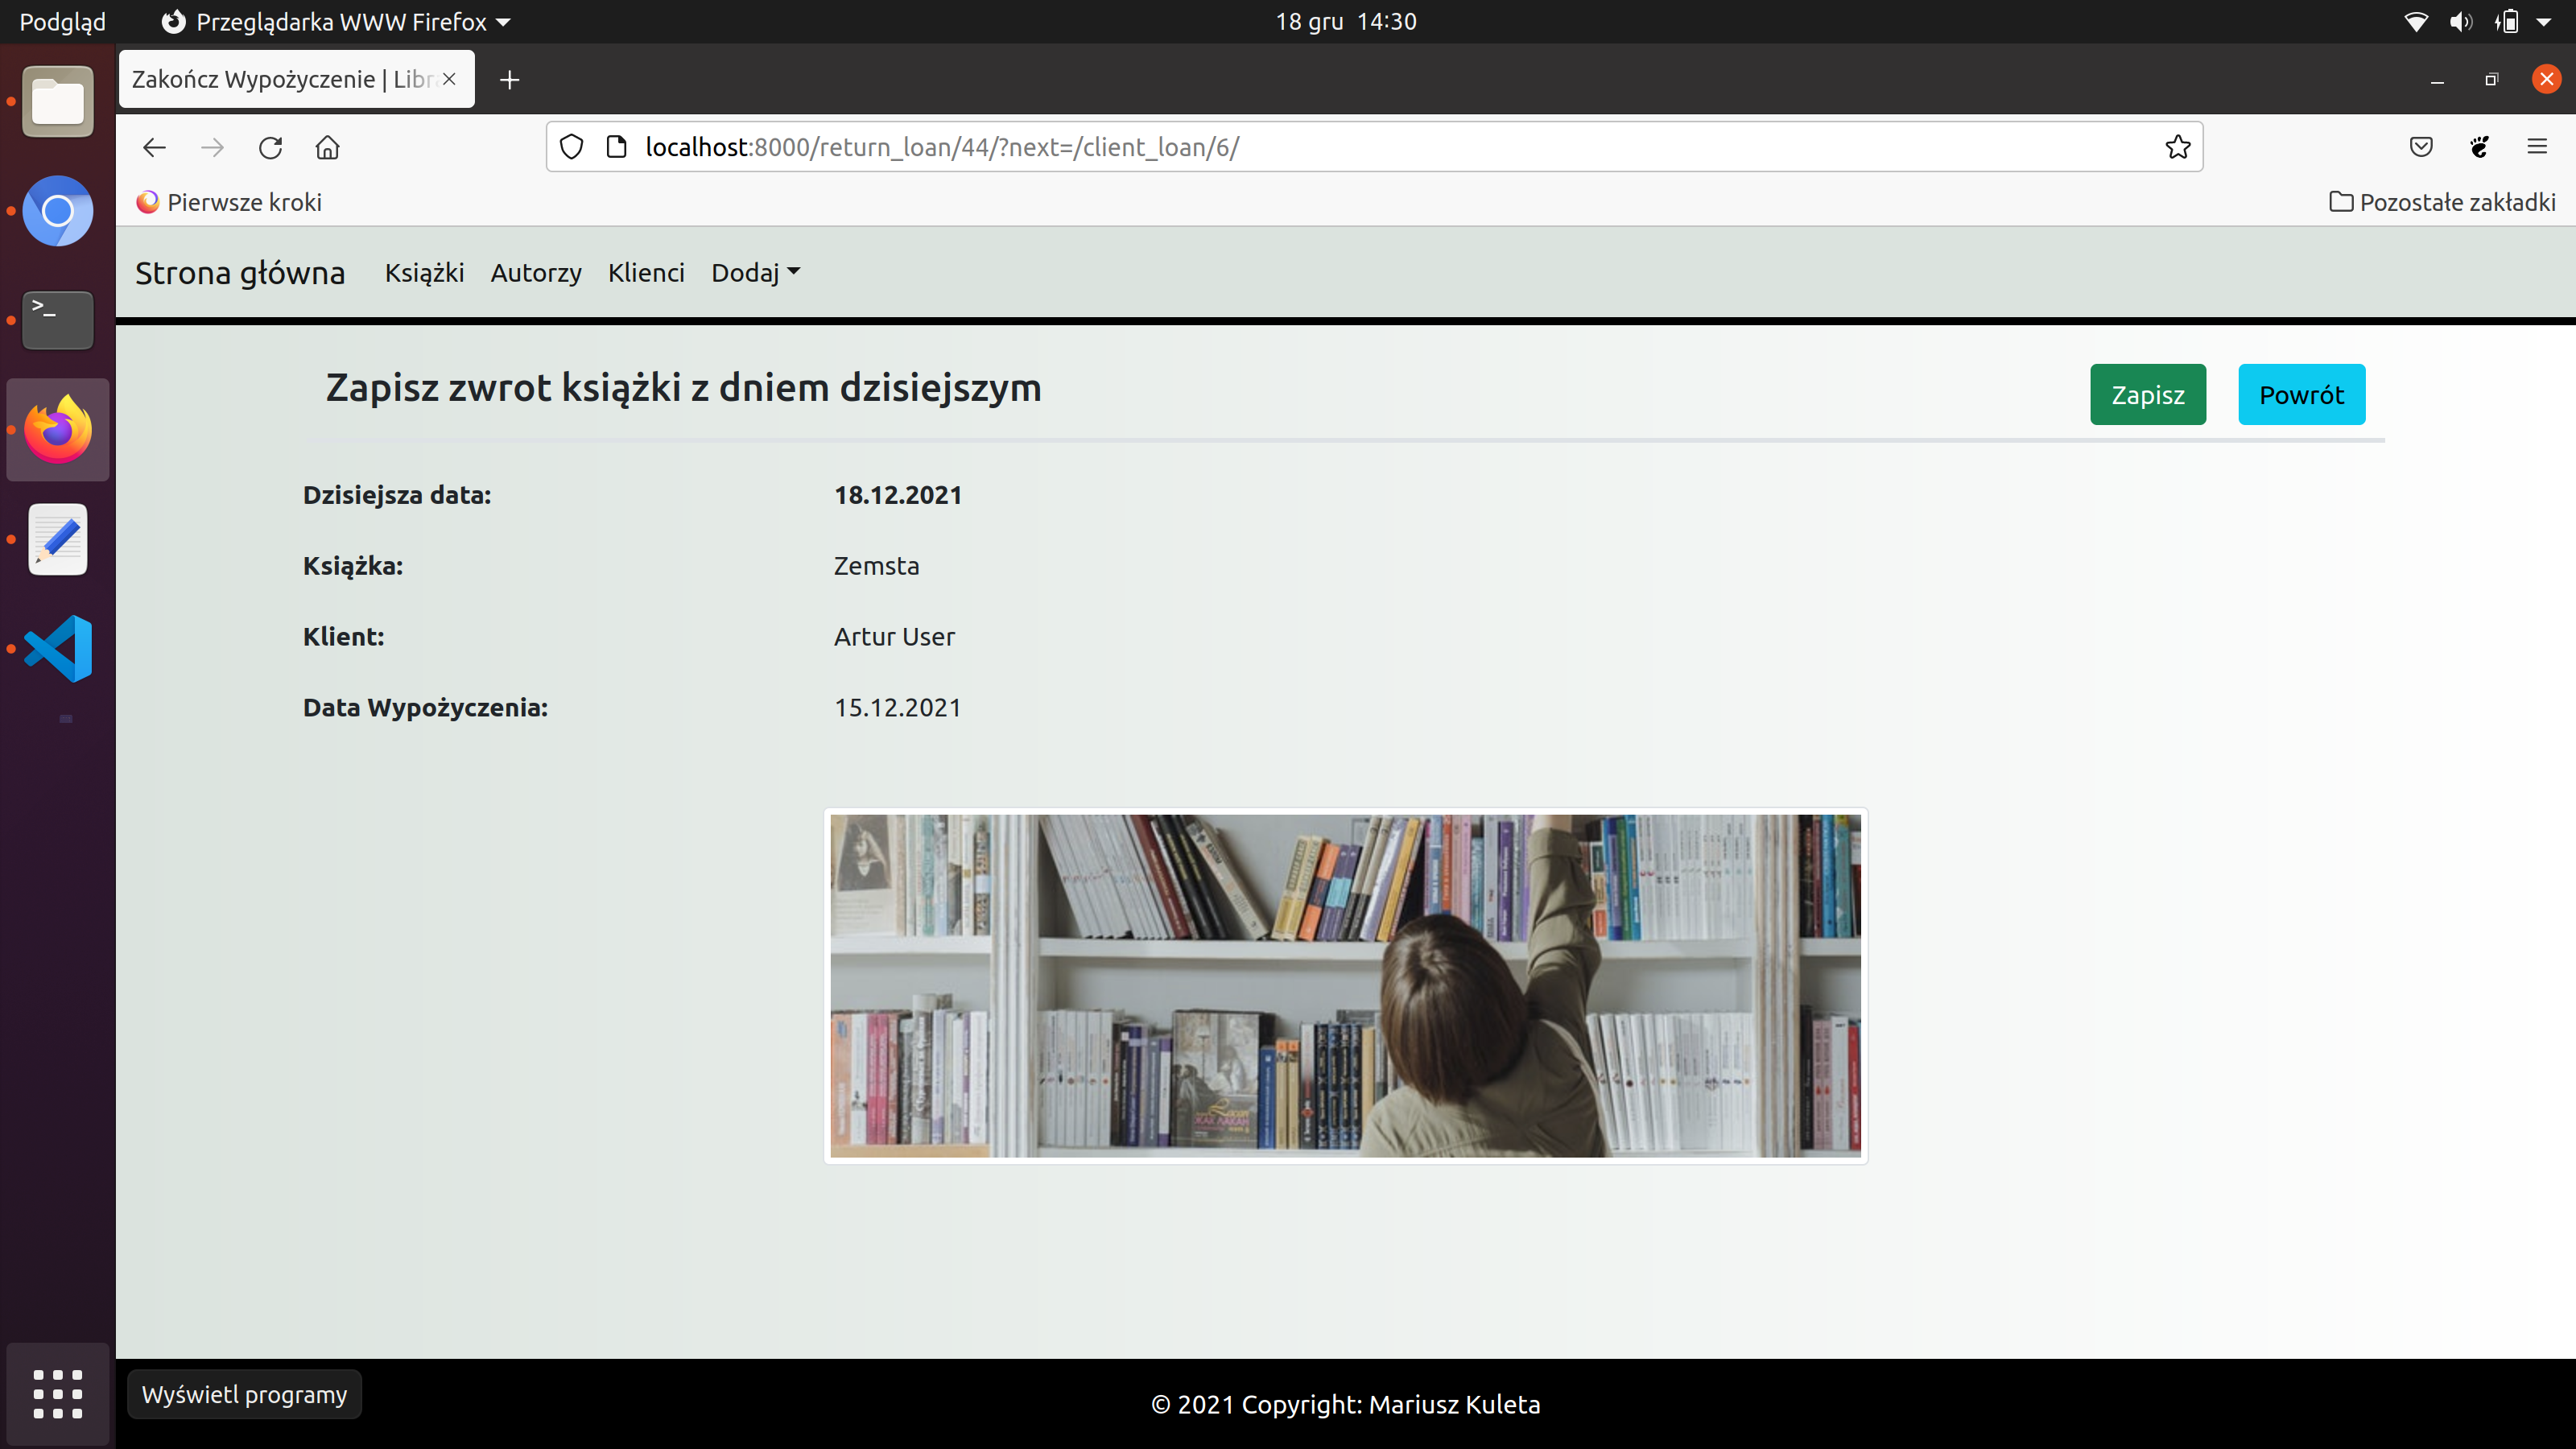 Podgląd Przeglądarka WWW Firefox 18 gru 14:30
Zakończ Wypożyczenie | Libr
localhost:8000/return_loan/44/?next=/client_loan/6/
Pierwsze kroki Pozostałe zakładki
Strona główna Książki Autorzy Klienci Dodaj
Zapisz zwrot książki z dniem dzisiejszym Zapisz Powrót
Dzisiejsza data: 18.12.2021
Książka: Zemsta
Klient: Artur User
Data Wypożyczenia: 15.12.2021
Wyświetl programy
© 2021 Copyright: Mariusz Kuleta